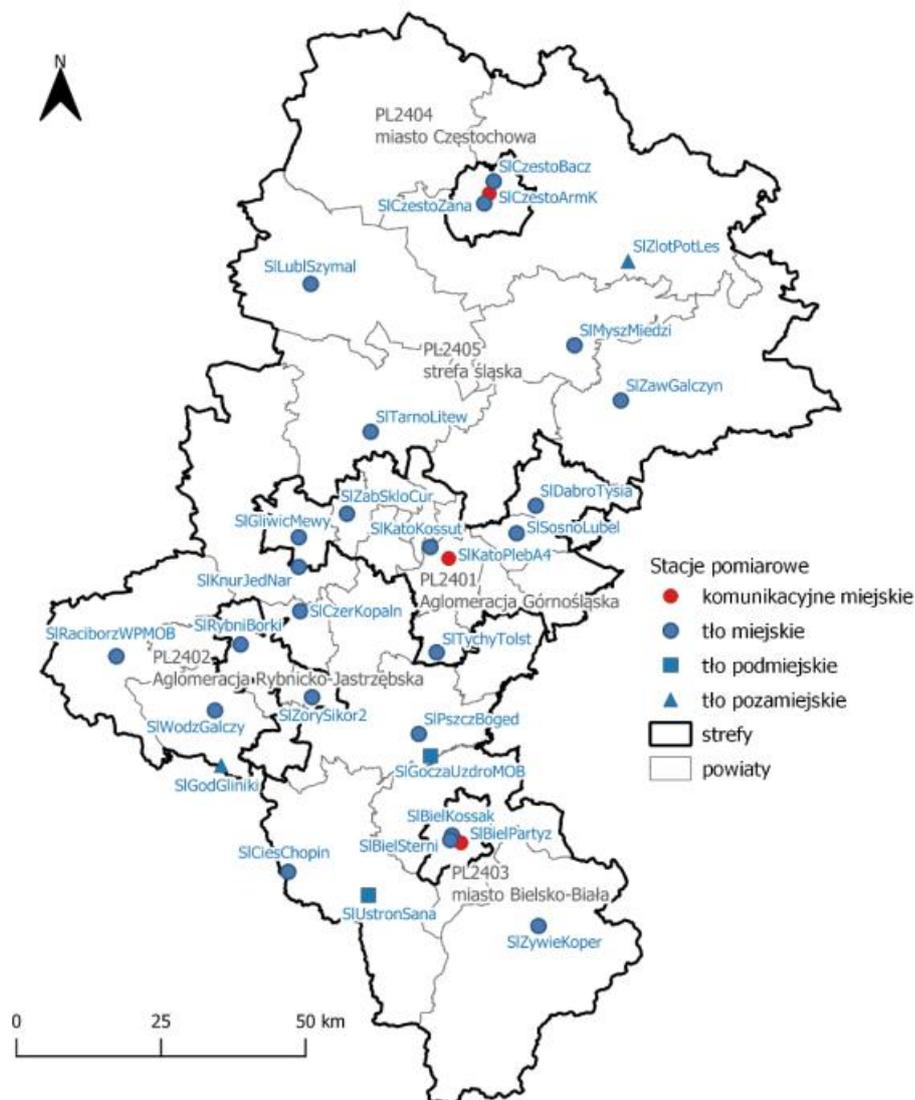 N
PL2404
miasto Częstochowa
SlCzestoBacz
SlCzestoArmK
SlCzestoZana
SlZlotPotLes
SlLublSzymal
SlMyszMiedzi
PL2405
strefa śląska
SlZawGalczyn
SlTarnoLitew
SlZabSkloCur
SlDabroTysia
SlGliwicMewy
SlKatoKossut
SlSosnoLubel
SlKatoPlebA4
SlKnurJedNar
PL2401
Aglomeracja Górnośląska
SlCzerKopaln
SlRybniBorki
SlRaciborzWPMOB
SlTychyTolst
PL2402
Aglomeracja Rybnicko-Jastrzębska
SlZorySikor2
SlWodzGalczy
SlPszczBoged
SlGoczaUzdroMOB
SlGodGliniki
SlBielKossak
SlBielPartyz
SlBielSterni
SlCiesChopin
PL2403
miasto Bielsko-Biała
SlUstronSana
SlZywieKoper
Stacje pomiarowe
komunikacyjne miejskie
tło miejskie
tło podmiejskie
tło pozamiejskie
strefy
powiaty
0 25 50 km